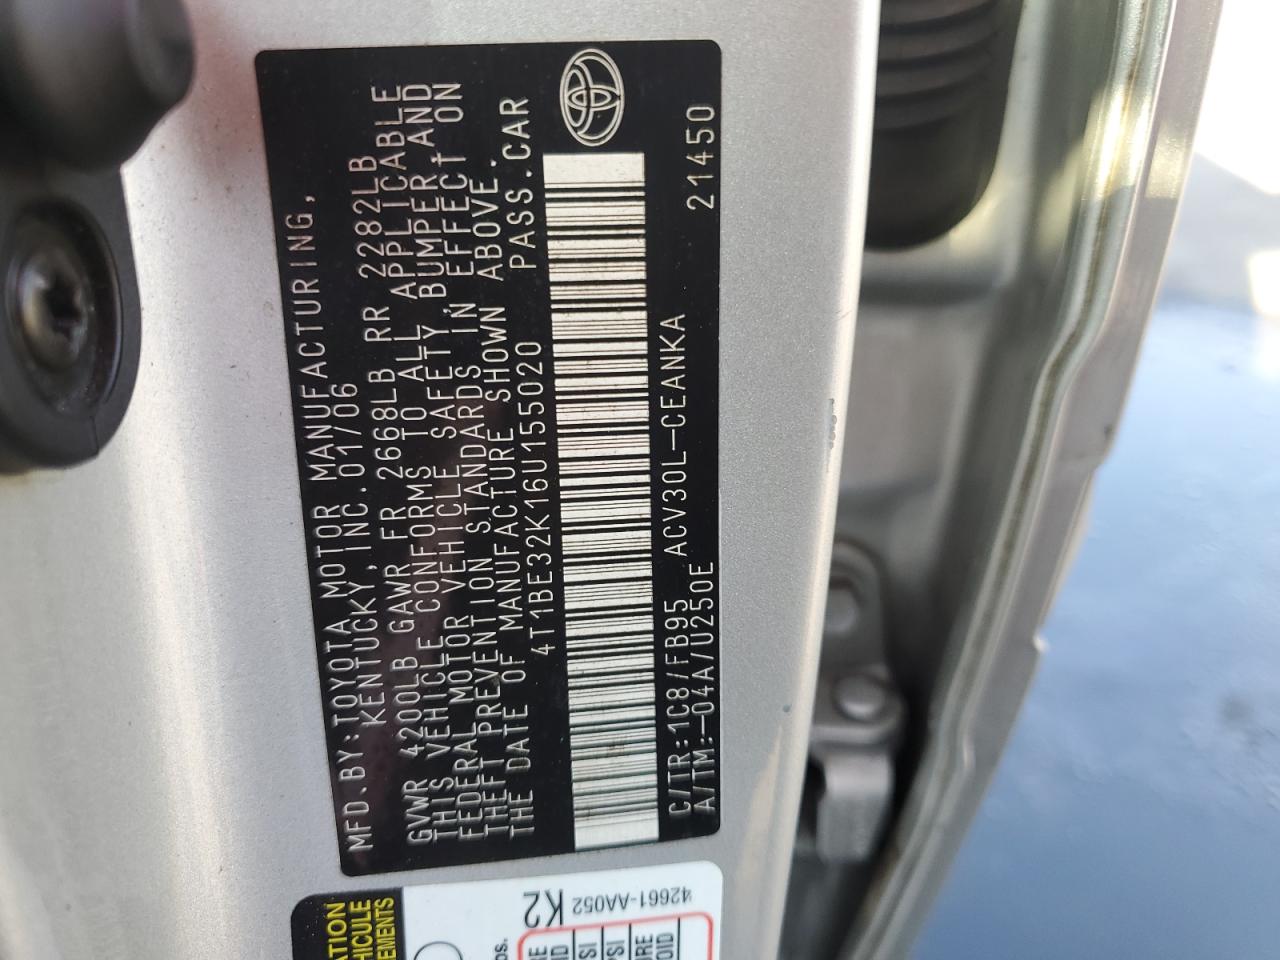 MFD.BY:TOYOTA MOTOR MANUFACTURING,
KENTUCKY,INC.01/06
GVWR 4200LB GAWR FR 2668LB RR 2282LB
THIS VEHICLE CONFORMS TO ALL APPLICABLE
FEDERAL MOTOR VEHICLE SAFETY,BUMPER,AND
THEFT PREVENTION STANDARDS IN EFFECT ON
THE DATE OF MANUFACTURE SHOWN ABOVE.
4T1BE32K16U155020 PASS.CAR
C/TR:1C8/FB95 ACV30L-CEANKA 21450
A/TM:-04A/U250E
42661-AA052
K2